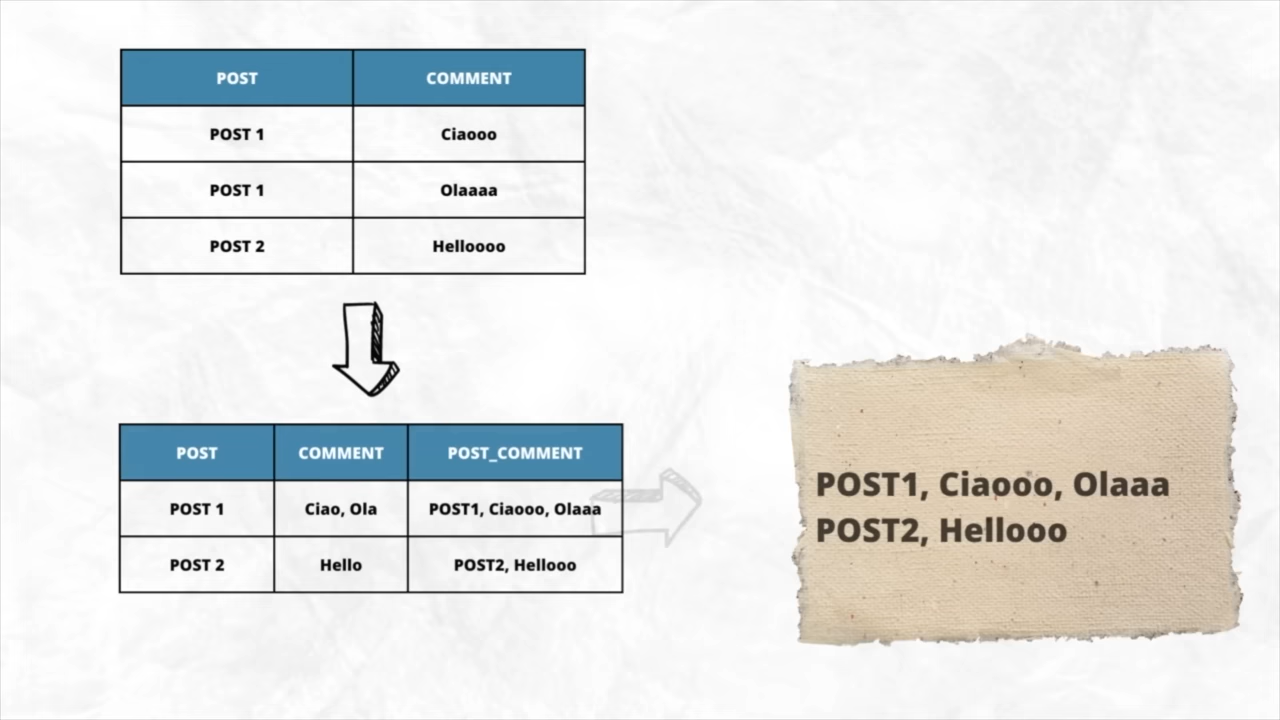 POST COMMENT
POST 1 Ciaooo
POST 1 Olaaaa
POST 2 Helloooo
POST COMMENT POST_COMMENT
POST 1 Ciao, Ola POST1, Ciaooo, Olaaa
POST 2 Hello POST2, Hellooo
POST1, Ciaooo, Olaaa
POST2, Hellooo